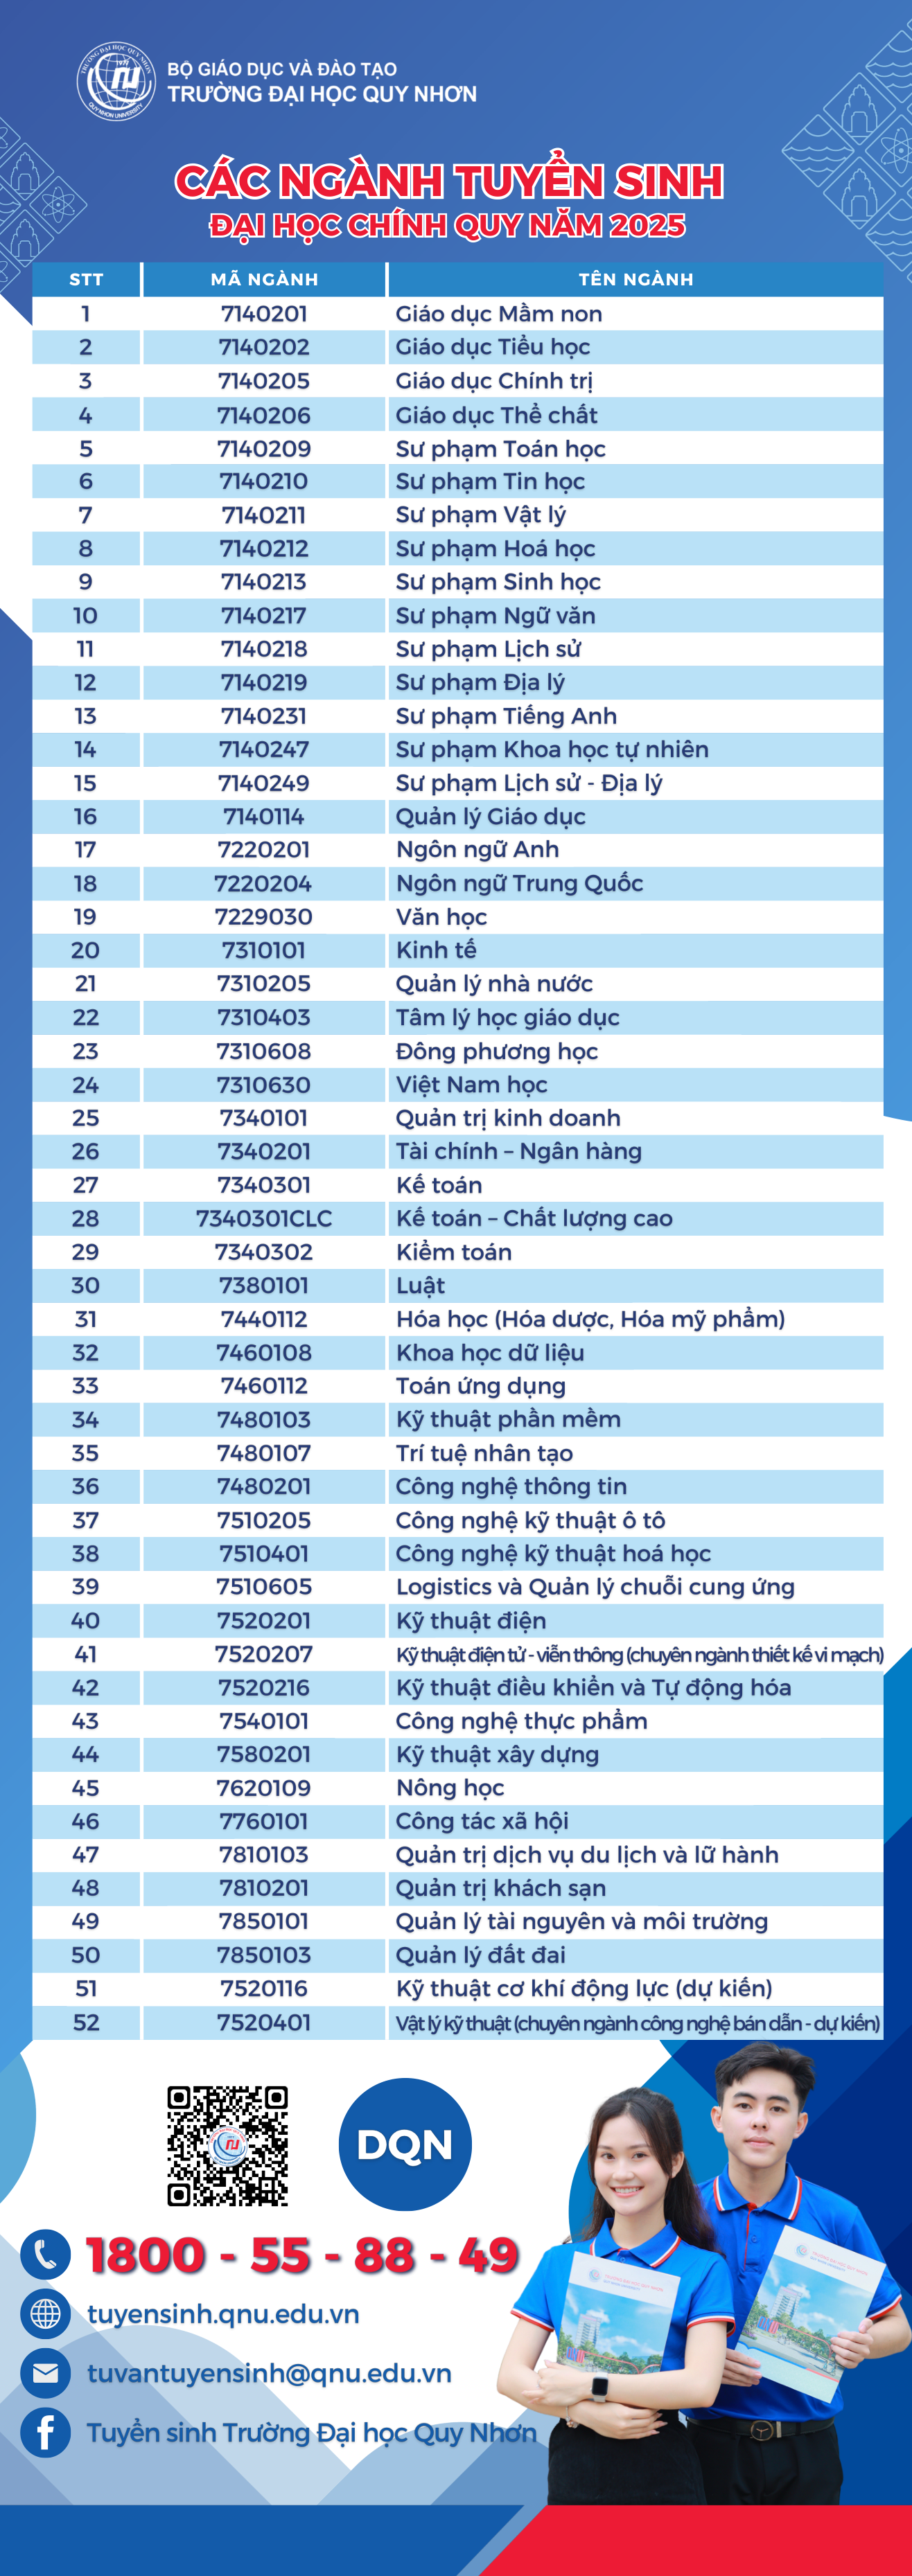 BỘ GIÁO DỤC VÀ ĐÀO TẠO
TRƯỜNG ĐẠI HỌC QUY NHƠN
TRƯỜNG ĐẠI HỌC QUY NHƠN
QUY NHON UNIVERSITY
CÁC NGÀNH TUYỂN SINH
ĐẠI HỌC CHÍNH QUY NĂM 2025
STT MÃ NGÀNH TÊN NGÀNH
1 7140201 Giáo dục Mầm non
2 7140202 Giáo dục Tiểu học
3 7140205 Giáo dục Chính trị
4 7140206 Giáo dục Thể chất
5 7140209 Sư phạm Toán học
6 7140210 Sư phạm Tin học
7 7140211 Sư phạm Vật lý
8 7140212 Sư phạm Hoá học
9 7140213 Sư phạm Sinh học
10 7140217 Sư phạm Ngữ văn
11 7140218 Sư phạm Lịch sử
12 7140219 Sư phạm Địa lý
13 7140231 Sư phạm Tiếng Anh
14 7140247 Sư phạm Khoa học tự nhiên
15 7140249 Sư phạm Lịch sử - Địa lý
16 7140114 Quản lý Giáo dục
17 7220201 Ngôn ngữ Anh
18 7220204 Ngôn ngữ Trung Quốc
19 7229030 Văn học
20 7310101 Kinh tế
21 7310205 Quản lý nhà nước
22 7310403 Tâm lý học giáo dục
23 7310608 Đông phương học
24 7310630 Việt Nam học
25 7340101 Quản trị kinh doanh
26 7340201 Tài chính – Ngân hàng
27 7340301 Kế toán
28 7340301CLC Kế toán – Chất lượng cao
29 7340302 Kiểm toán
30 7380101 Luật
31 7440112 Hóa học (Hóa dược, Hóa mỹ phẩm)
32 7460108 Khoa học dữ liệu
33 7460112 Toán ứng dụng
34 7480103 Kỹ thuật phần mềm
35 7480107 Trí tuệ nhân tạo
36 7480201 Công nghệ thông tin
37 7510205 Công nghệ kỹ thuật ô tô
38 7510401 Công nghệ kỹ thuật hoá học
39 7510605 Logistics và Quản lý chuỗi cung ứng
40 7520201 Kỹ thuật điện
41 7520207 Kỹ thuật điện tử - viễn thông (chuyên ngành thiết kế vi mạch)
42 7520216 Kỹ thuật điều khiển và Tự động hóa
43 7540101 Công nghệ thực phẩm
44 7580201 Kỹ thuật xây dựng
45 7620109 Nông học
46 7760101 Công tác xã hội
47 7810103 Quản trị dịch vụ du lịch và lữ hành
48 7810201 Quản trị khách sạn
49 7850101 Quản lý tài nguyên và môi trường
50 7850103 Quản lý đất đai
51 7520116 Kỹ thuật cơ khí động lực (dự kiến)
52 7520401 Vật lý kỹ thuật (chuyên ngành công nghệ bán dẫn - dự kiến)
DQN
1800 - 55 - 88 - 49
tuyensinh.qnu.edu.vn
tuvantuyensinh@qnu.edu.vn
Tuyển sinh Trường Đại học Quy Nhơn